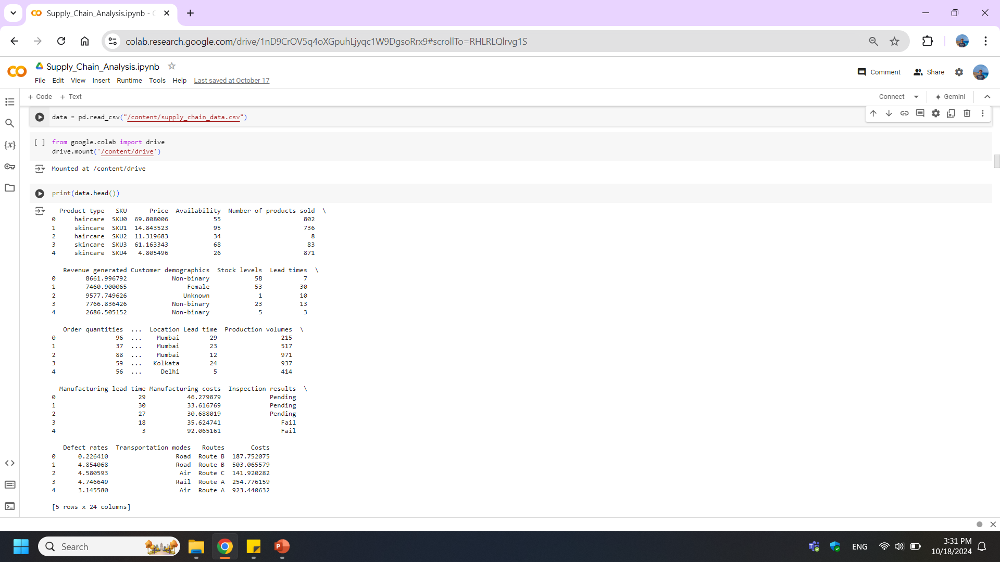 Supply_Chain_Analysis.ipynb -
colab.research.google.com/drive/1nD9CrOV5q4oXGpuhLjyqc1W9DgsoRrx9#scrollTo=RHLRLQlrvg1S
Supply_Chain_Analysis.ipynb
File Edit View Insert Runtime Tools Help Last saved at October 17
Comment Share
+ Code + Text
Connect Gemini
data = pd.read_csv("/content/supply_chain_data.csv")
[ ] from google.colab import drive
drive.mount('/content/drive')
Mounted at /content/drive
print(data.head())
Product type SKU Price Availability Number of products sold \
0 haircare SKU0 69.808006 55 802
1 skincare SKU1 14.843523 95 736
2 haircare SKU2 11.319683 34 8
3 skincare SKU3 61.163343 68 83
4 skincare SKU4 4.805496 26 871
Revenue generated Customer demographics Stock levels Lead times \
0 8661.996792 Non-binary 58 7
1 7460.900065 Female 53 30
2 9577.749626 Unknown 1 10
3 7766.836426 Non-binary 23 13
4 2686.505152 Non-binary 5 3
Order quantities ... Location Lead time Production volumes \
0 96 ... Mumbai 29 215
1 37 ... Mumbai 23 517
2 88 ... Mumbai 12 971
3 59 ... Kolkata 24 937
4 56 ... Delhi 5 414
Manufacturing lead time Manufacturing costs Inspection results \
0 29 46.279879 Pending
1 30 33.616769 Pending
2 27 30.688019 Pending
3 18 35.624741 Fail
4 3 92.065161 Fail
Defect rates Transportation modes Routes Costs
0 0.226410 Road Route B 187.752075
1 4.854068 Road Route B 503.065579
2 4.580593 Air Route C 141.920282
3 4.746649 Rail Route A 254.776159
4 3.145580 Air Route A 923.440632
[5 rows x 24 columns]
Search
ENG
3:31 PM
10/18/2024